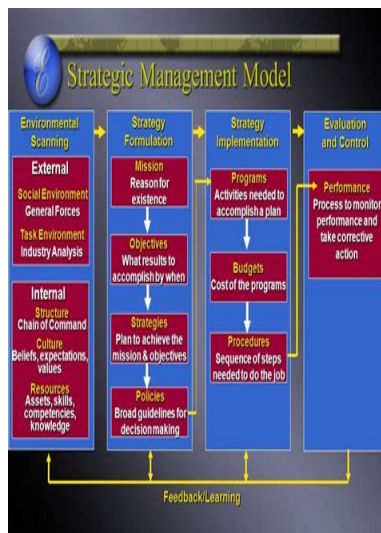 Strategic Management Model
Environmental
Scanning
External
Social Environment
General Forces
Task Environment
Industry Analysis
Internal
Structure
Chain of Command
Culture
Beliefs, expectations,
values
Resources
Assets, skills,
competencies,
knowledge
Strategy
Formulation
Mission
Reason for
existence
Objectives
What results to
accomplish by when
Strategies
Plan to achieve the
mission & objectives
Policies
Broad guidelines for
decision making
Strategy
Implementation
Programs
Activities needed to
accomplish a plan
Budgets
Cost of the programs
Procedures
Sequence of steps
needed to do the job
Evaluation
and Control
Performance
Process to monitor
performance and
take corrective
action
Feedback/Learning